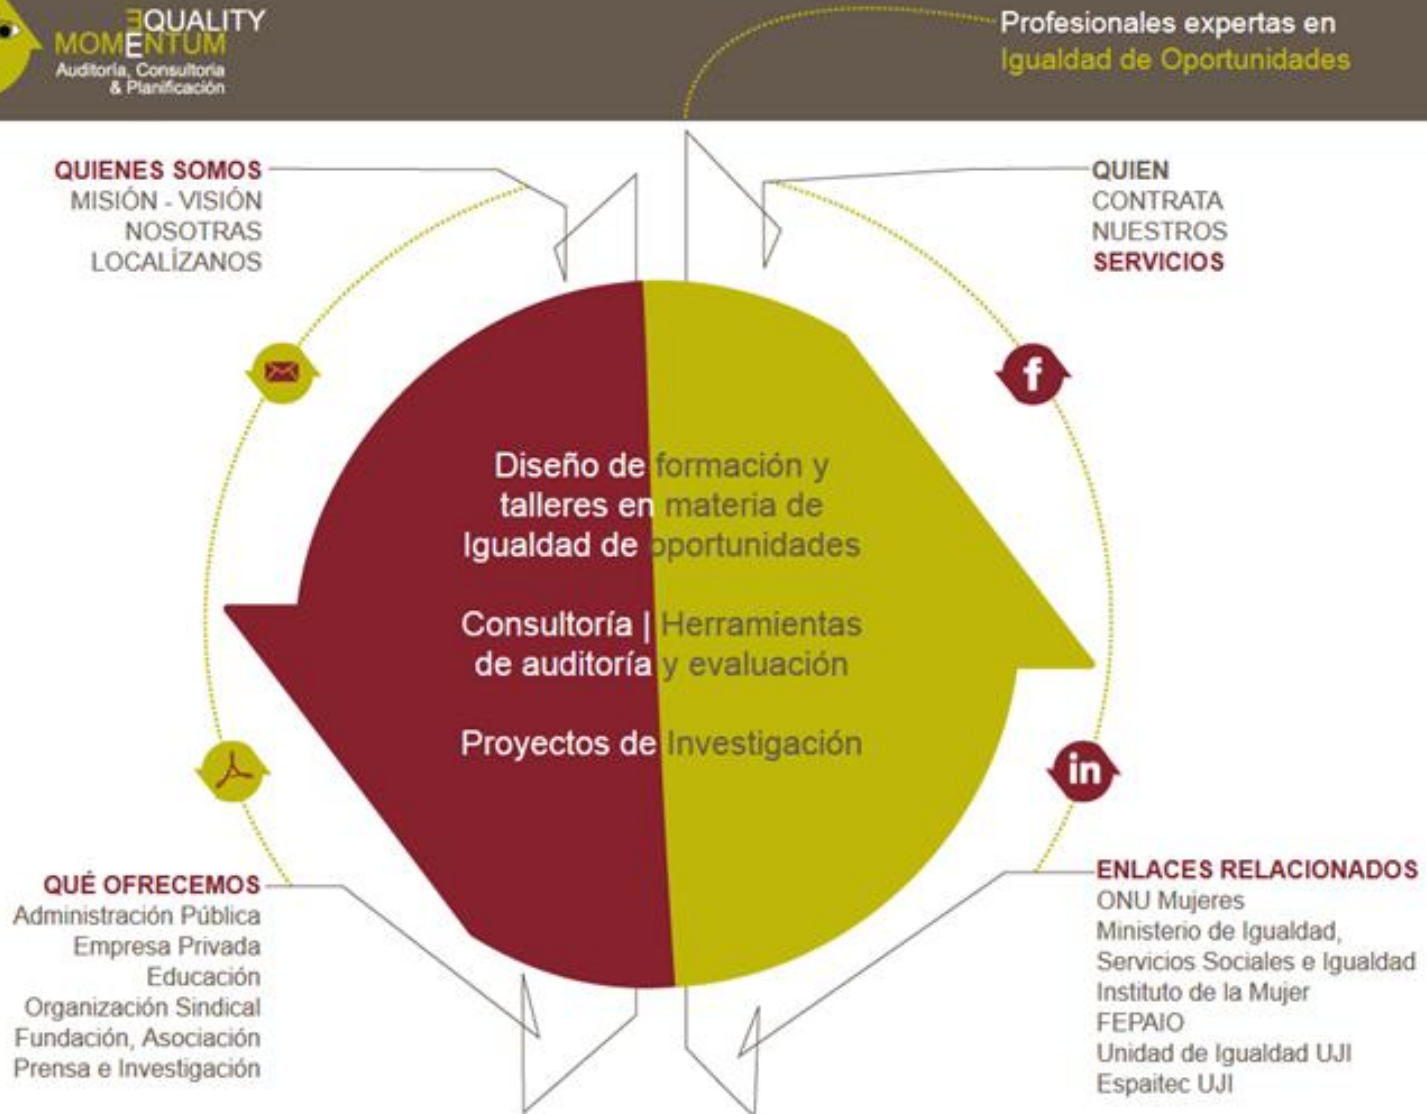 EQUALITY
MOMENTUM
Auditoría, Consultoria
& Planificación
Profesionales expertas en
Igualdad de Oportunidades
QUIENES SOMOS
MISIÓN - VISIÓN
NOSOTRAS
LOCALÍZANOS
QUIEN
CONTRATA
NUESTROS
SERVICIOS
f
Diseño de formación y
talleres en materia de
Igualdad de oportunidades
Consultoría | Herramientas
de auditoría y evaluación
Proyectos de Investigación
in
QUÉ OFRECEMOS
Administración Pública
Empresa Privada
Educación
Organización Sindical
Fundación, Asociación
Prensa e Investigación
ENLACES RELACIONADOS
ONU Mujeres
Ministerio de Igualdad,
Servicios Sociales e Igualdad
Instituto de la Mujer
FEPAIO
Unidad de Igualdad UJI
Espaitec UJI